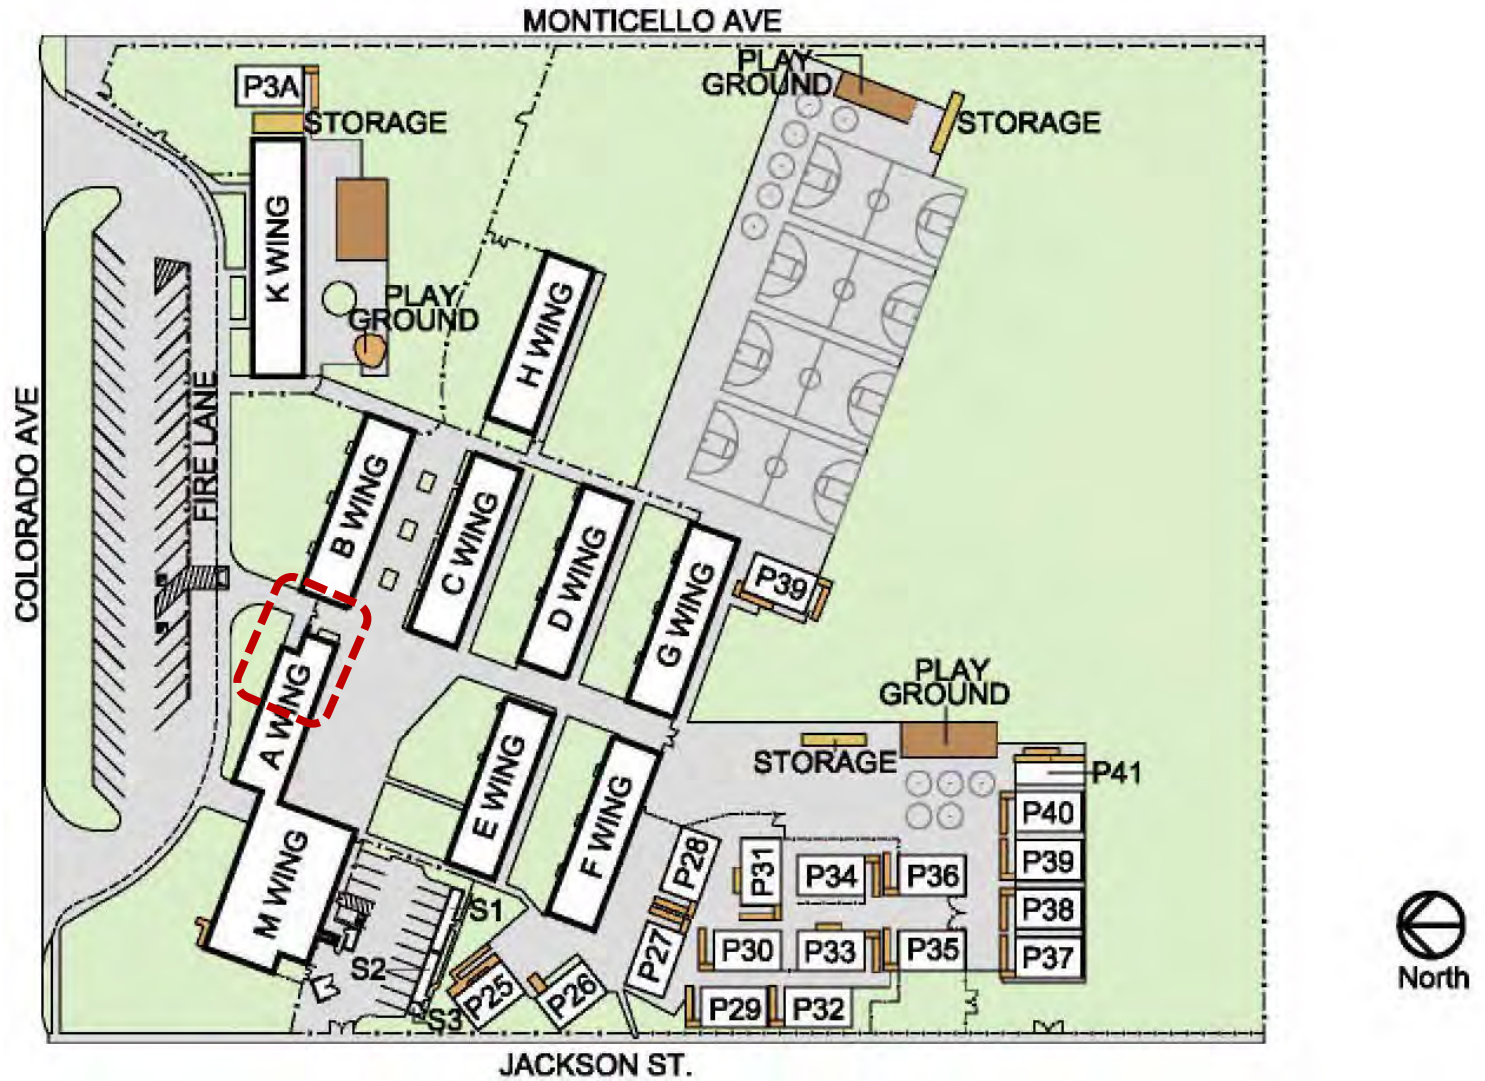 MONTICELLO AVE
PLAY
GROUND
P3A
STORAGE
STORAGE
K WING
PLAY
GROUND
H WING
COLORADO AVE
FIRE LANE
B WING
C WING
D WING
G WING
P39
A WING
PLAY
GROUND
STORAGE
P41
E WING
F WING
P40
M WING
P28
P31
P34
P36
P39
S1
P38
P27
P30
P33
P35
P37
S2
P25
P26
P29
P32
S3
North
JACKSON ST.